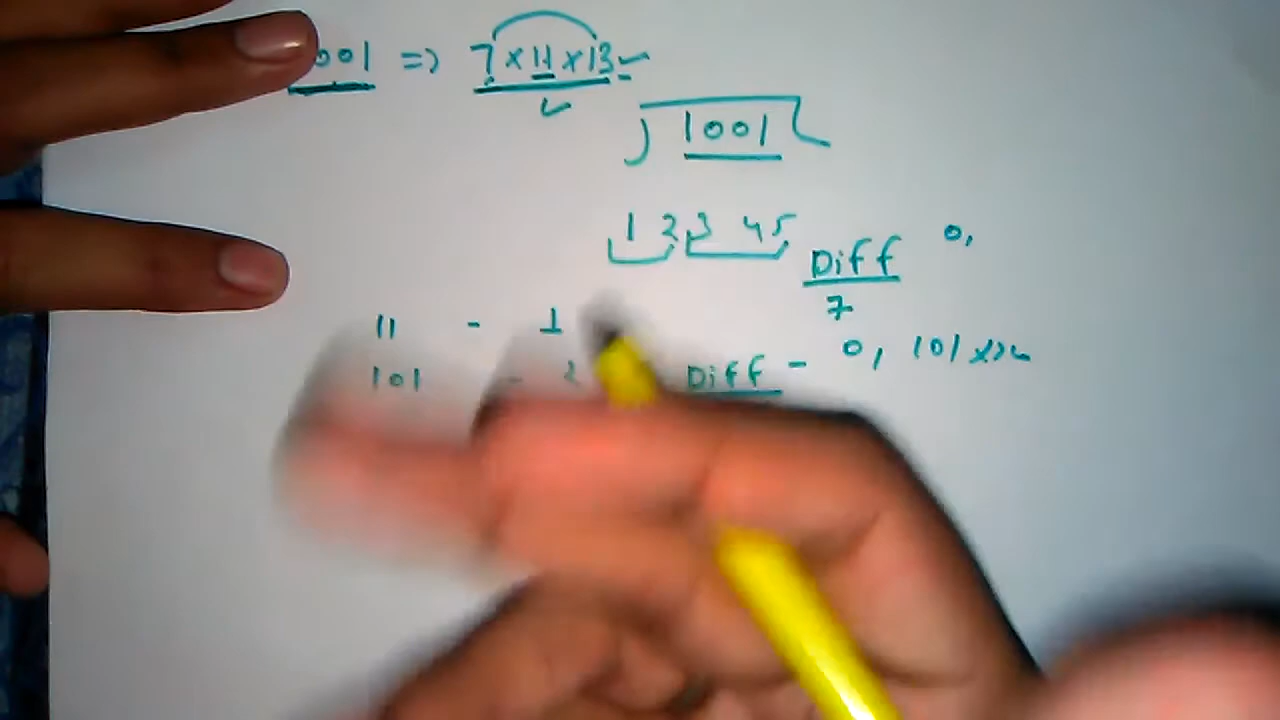 001 => 7 x 11 x 13
1001
1 2 3 4 5 Diff 0,
7
11 - 1
101 - 2 Diff - 0, 101